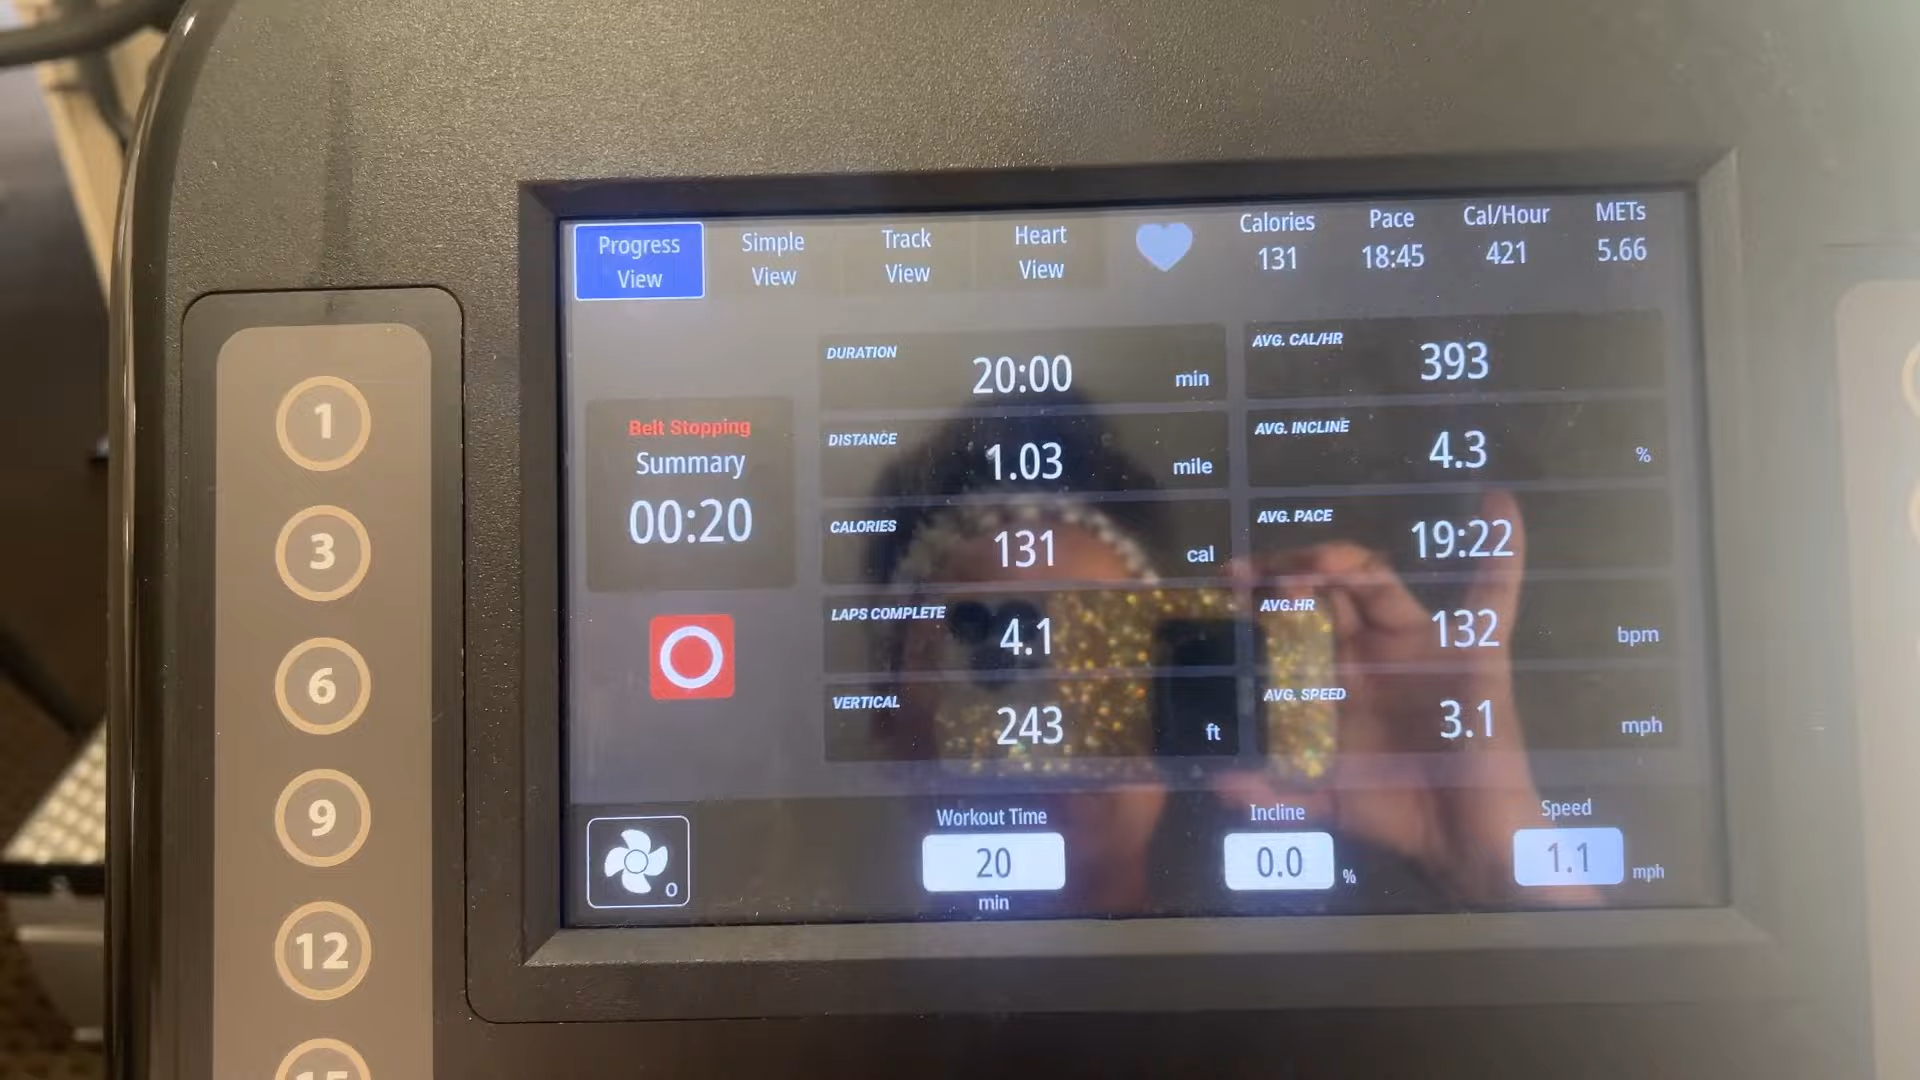 Progress View
Simple View
Track View
Heart View
Calories 131
Pace 18:45
Cal/Hour 421
METs 5.66
Belt Stopping
Summary
00:20
DURATION 20:00 min
DISTANCE 1.03 mile
CALORIES 131 cal
LAPS COMPLETE 4.1
VERTICAL 243 ft
AVG. CAL/HR 393
AVG. INCLINE 4.3 %
AVG. PACE 19:22
AVG.HR 132 bpm
AVG. SPEED 3.1 mph
0
Workout Time
20
min
Incline
0.0 %
Speed
1.1 mph
1
3
6
9
12